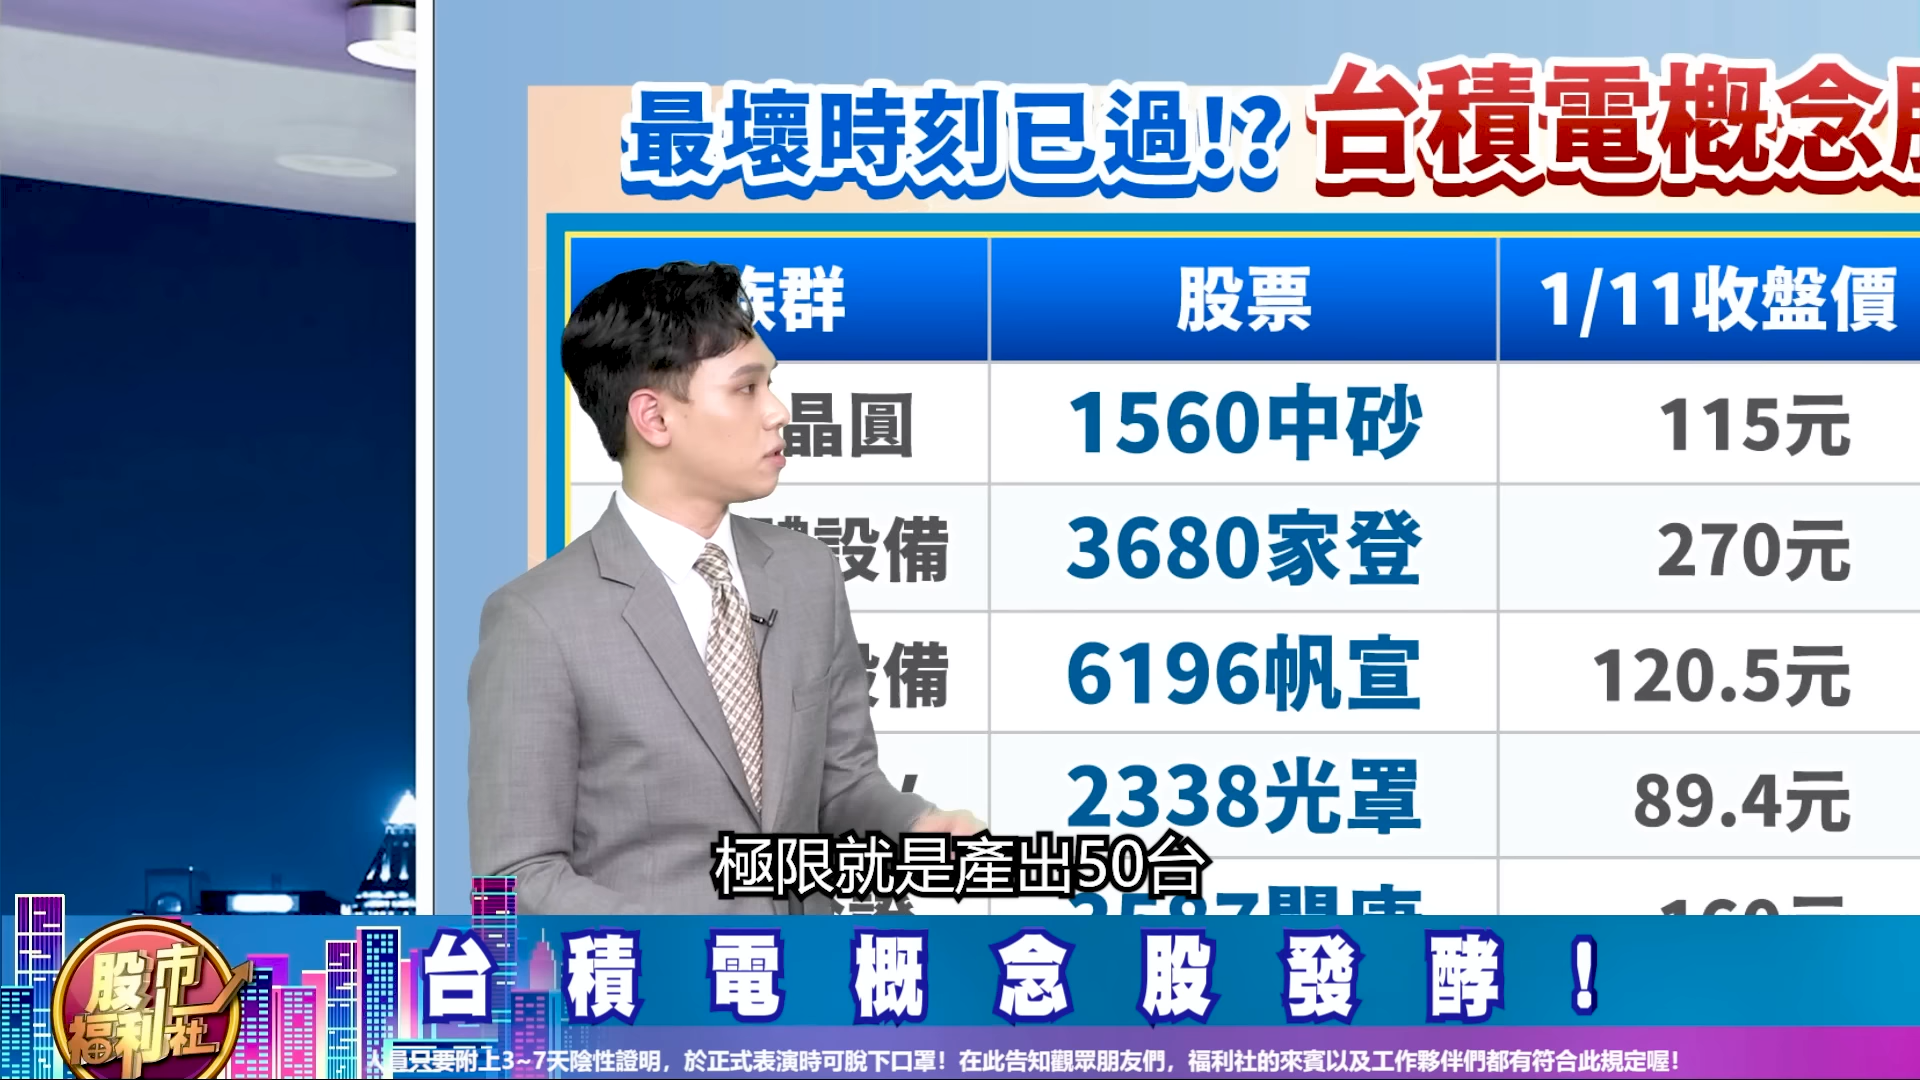 最壞時刻已過!? 台積電概念
族群 股票 1/11收盤價
晶圓 1560中砂 115元
設備 3680家登 270元
設備 6196帆宣 120.5元
2338光罩 89.4元
極限就是產出50台
台積電概念股發酵!
股市
福利社
人員只要附上3~7天陰性證明，於正式表演時可脫下口罩！在此告知觀眾朋友們，福利社的來賓以及工作夥伴們都有符合此規定喔！